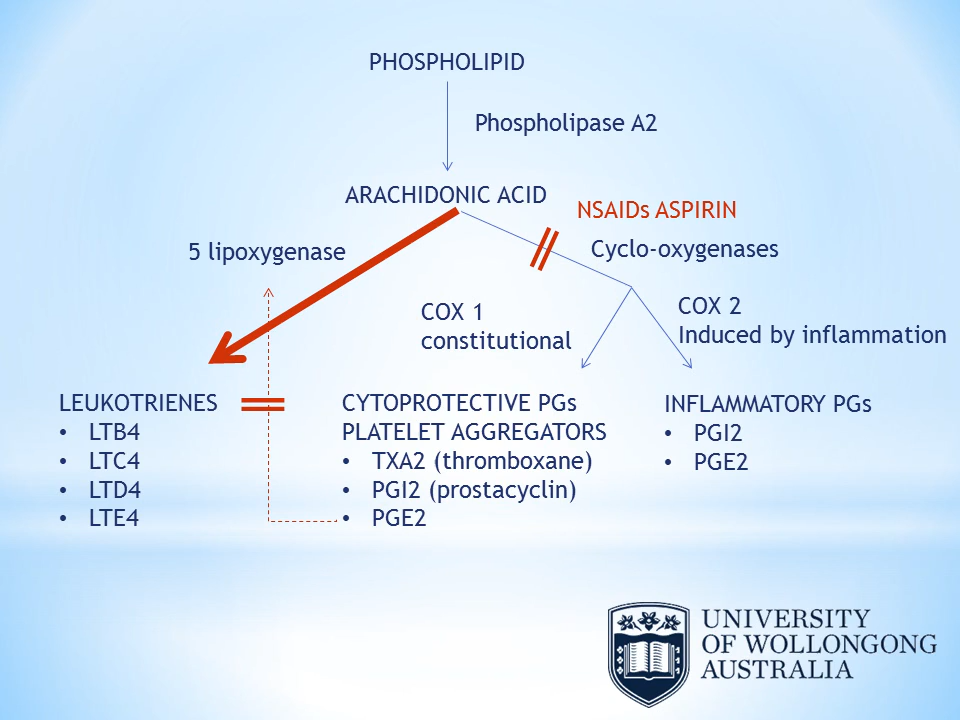 PHOSPHOLIPID
Phospholipase A2
ARACHIDONIC ACID
NSAIDs ASPIRIN
5 lipoxygenase
Cyclo-oxygenases
COX 1
constitutional
COX 2
Induced by inflammation
LEUKOTRIENES
• LTB4
• LTC4
• LTD4
• LTE4
CYTOPROTECTIVE PGs
PLATELET AGGREGATORS
• TXA2 (thromboxane)
• PGI2 (prostacyclin)
• PGE2
INFLAMMATORY PGs
• PGI2
• PGE2
UNIVERSITY
OF WOLLONGONG
AUSTRALIA